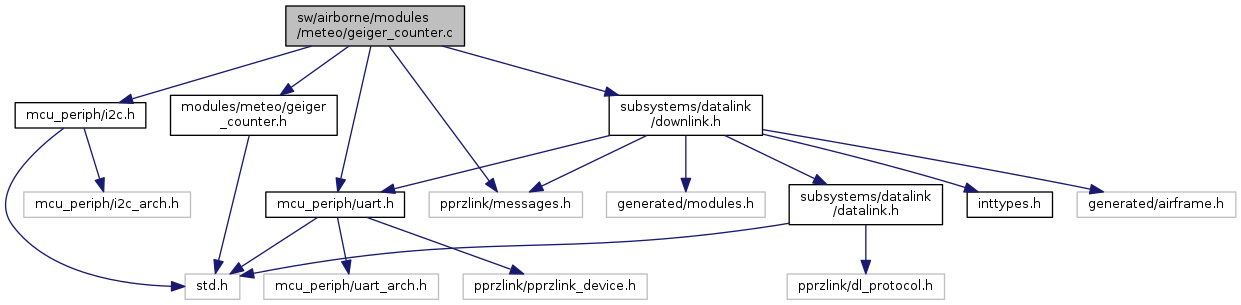 sw/airborne/modules
/meteo/geiger_counter.c
mcu_periph/i2c.h
modules/meteo/geiger
_counter.h
subsystems/datalink
/downlink.h
mcu_periph/i2c_arch.h
mcu_periph/uart.h
pprzlink/messages.h
generated/modules.h
subsystems/datalink
/datalink.h
inttypes.h
generated/airframe.h
std.h
mcu_periph/uart_arch.h
pprzlink/pprzlink_device.h
pprzlink/dl_protocol.h